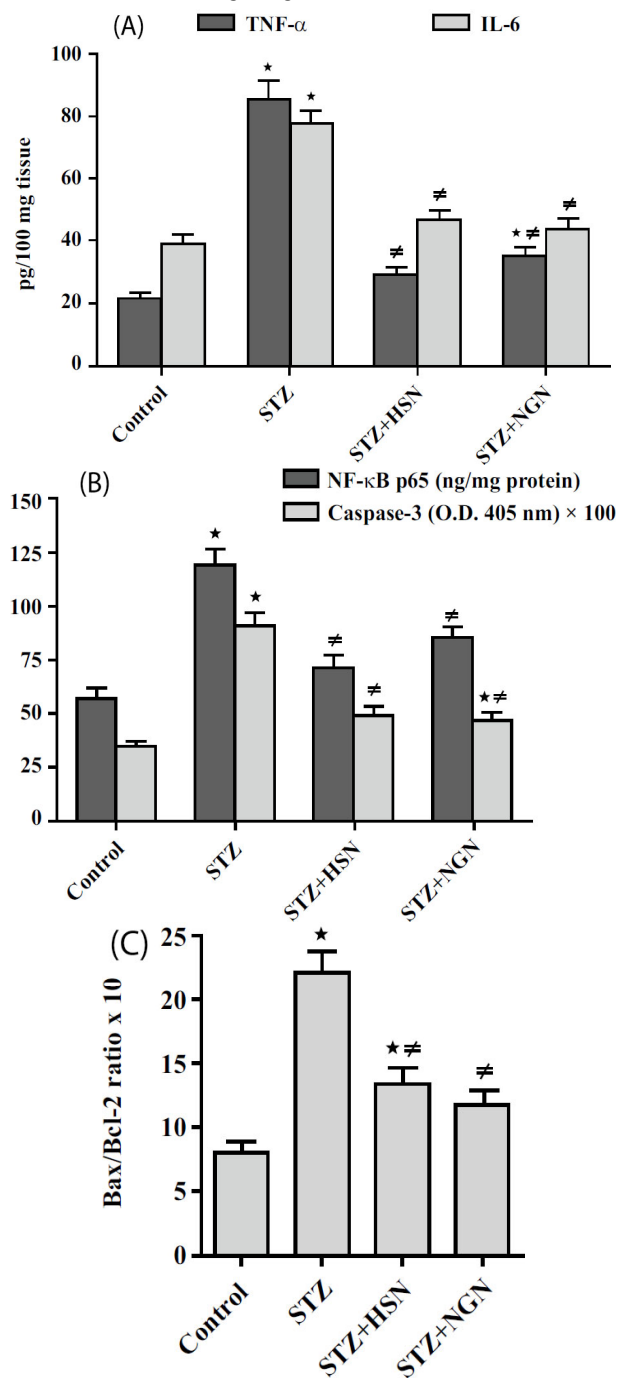 (A)
TNF-α IL-6
pg/100 mg tissue
100
80
60
40
20
0
★ ★ ≠ ≠ ★ ≠ ≠
Control STZ STZ+HSN STZ+NGN
(B)
NF-κB p65 (ng/mg protein)
Caspase-3 (O.D. 405 nm) × 100
150
125
100
75
50
25
0
★ ★ ≠ ≠ ≠ ★ ≠
Control STZ STZ+HSN STZ+NGN
(C)
Bax/Bcl-2 ratio x 10
25
20
15
10
5
0
★ ★ ≠ ≠
Control STZ STZ+HSN STZ+NGN